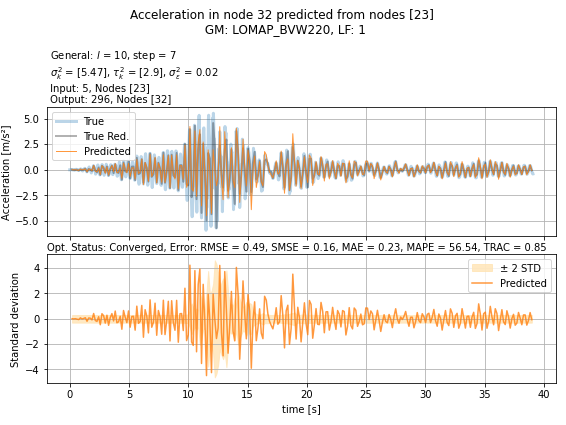 Acceleration in node 32 predicted from nodes [23]
GM: LOMAP_BVW220, LF: 1
General: l = 10, step = 7
σ²ₖ = [5.47], τ²ₖ = [2.9], σ²ε = 0.02
Input: 5, Nodes [23]
Output: 296, Nodes [32]
Acceleration [m/s²]
5.0
2.5
0.0
−2.5
−5.0
True
True Red.
Predicted
Opt. Status: Converged, Error: RMSE = 0.49, SMSE = 0.16, MAE = 0.23, MAPE = 56.54, TRAC = 0.85
Standard deviation
4
2
0
−2
−4
± 2 STD
Predicted
0 5 10 15 20 25 30 35 40
time [s]